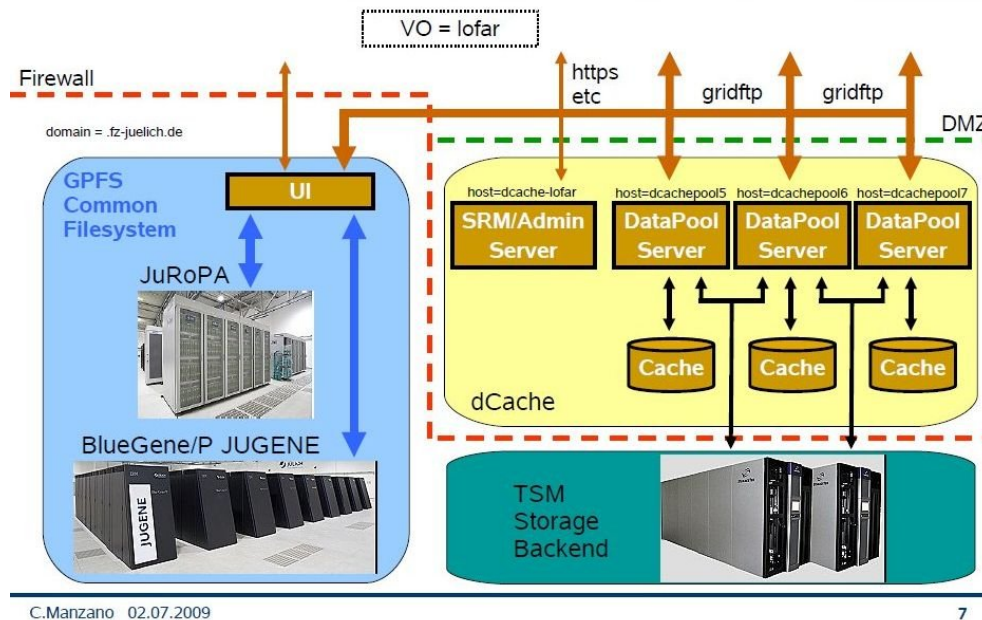 VO = lofar
Firewall
https
etc
gridftp
gridftp
DMZ
domain = .fz-juelich.de
GPFS
Common
Filesystem
UI
JuRoPA
BlueGene/P JUGENE
JUGENE
host=dcache-lofar
SRM/Admin
Server
host=dcachepool5
DataPool
Server
host=dcachepool6
DataPool
Server
host=dcachepool7
DataPool
Server
Cache
Cache
Cache
dCache
TSM
Storage
Backend
C.Manzano 02.07.2009
7